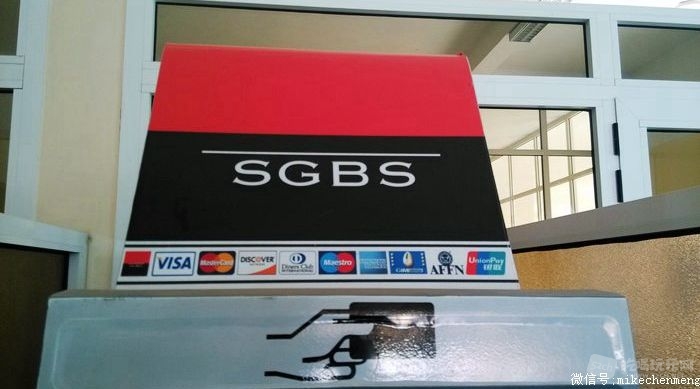 SGBS
VISA
MasterCard
DISCOVER
Diners Club
Maestro
AFFN
UnionPay
银联
微信号:mikechenmeng